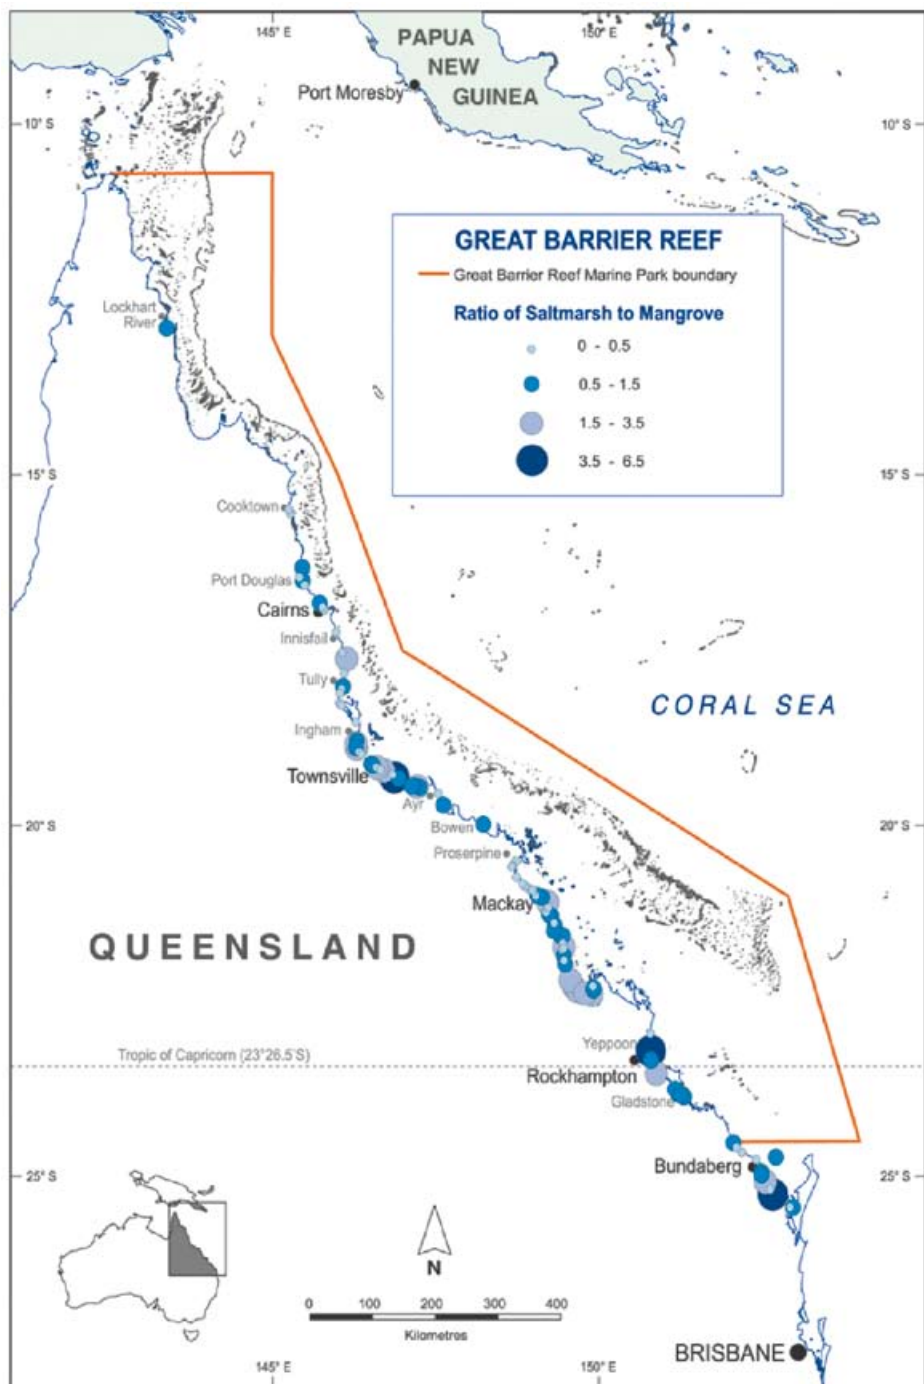 145° E
150° E
PAPUA
NEW
GUINEA
Port Moresby
10° S
10° S
GREAT BARRIER REEF
Great Barrier Reef Marine Park boundary
Ratio of Saltmarsh to Mangrove
0 - 0.5
0.5 - 1.5
1.5 - 3.5
3.5 - 6.5
Lockhart
River
15° S
15° S
Cooktown
Port Douglas
Cairns
Innisfail
Tully
CORAL SEA
Ingham
Townsville
Ayr
20° S
20° S
Bowen
Proserpine
Mackay
QUEENSLAND
Yeppoon
Tropic of Capricorn (23°26.5'S)
Rockhampton
Gladstone
Bundaberg
25° S
25° S
N
0 100 200 300 400
Kilometres
BRISBANE
145° E
150° E